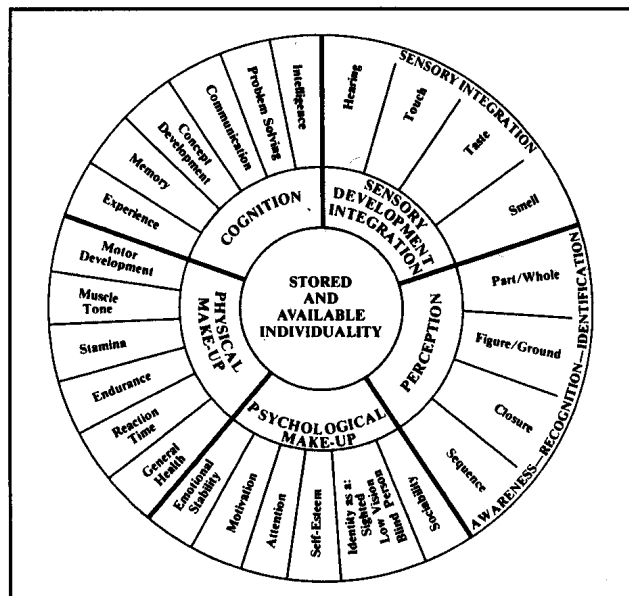 STORED
AND
AVAILABLE
INDIVIDUALITY
COGNITION
Experience
Memory
Concept
Development
Communication
Problem Solving
Intelligence
SENSORY
DEVELOPMENT
INTEGRATION
SENSORY INTEGRATION
Hearing
Touch
Taste
Smell
PERCEPTION
AWARENESS—RECOGNITION—IDENTIFICATION
Part/Whole
Figure/Ground
Closure
Sequence
PSYCHOLOGICAL
MAKE-UP
Sociability
Identity as a:
Sighted
Low Vision
Blind Person
Self-Esteem
Attention
Motivation
Emotional
Stability
PHYSICAL
MAKE-UP
General
Health
Reaction
Time
Endurance
Stamina
Muscle
Tone
Motor
Development